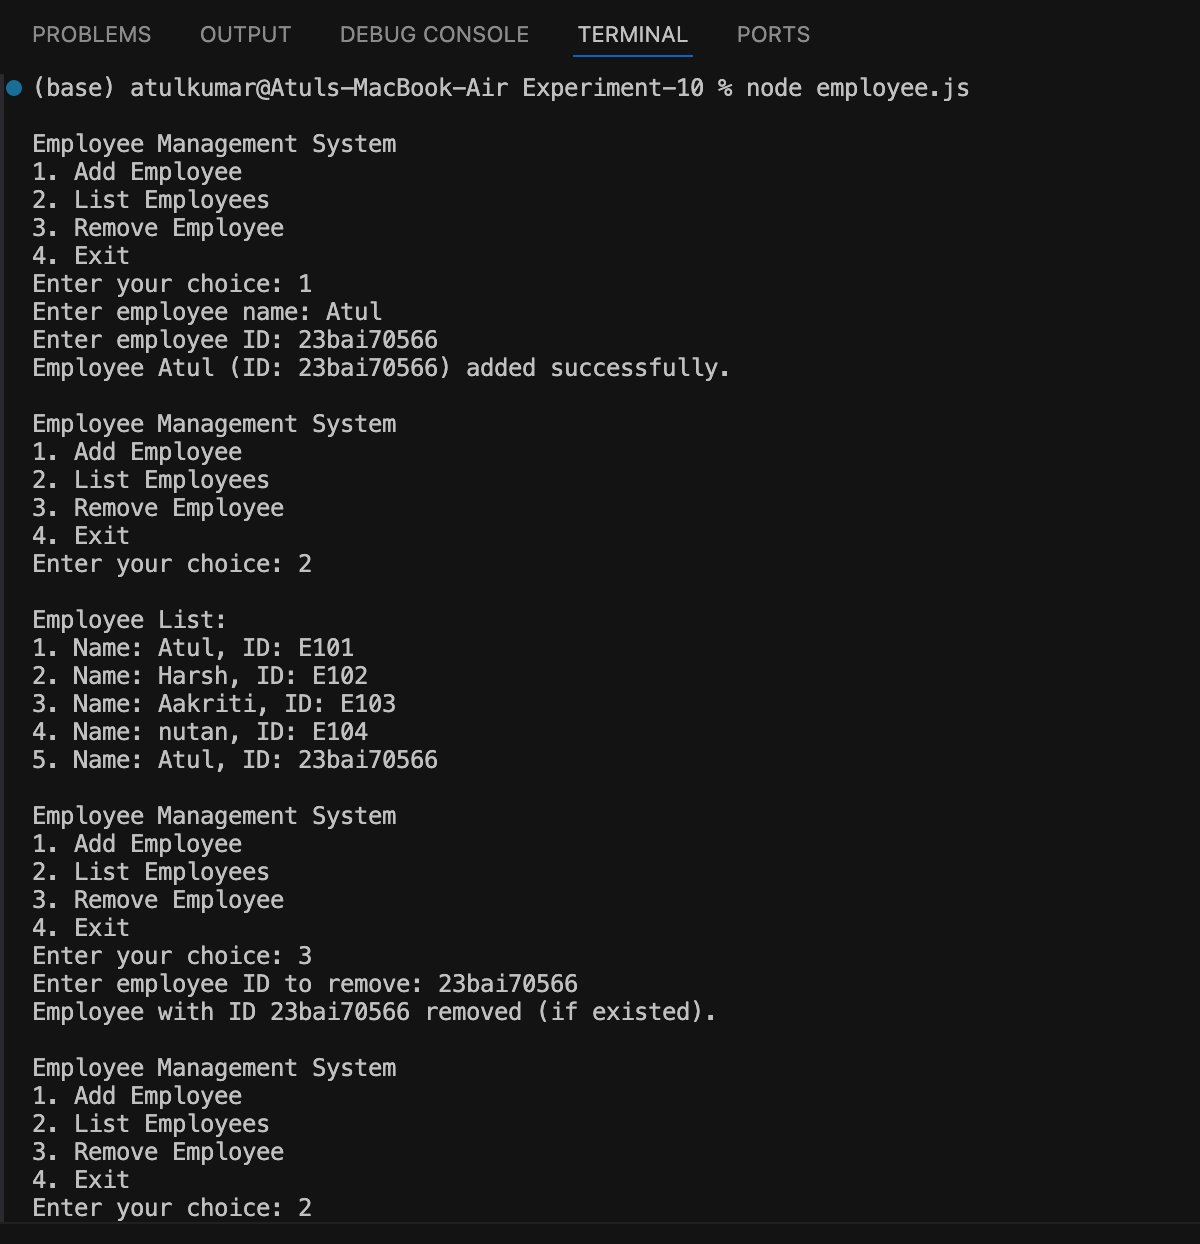 PROBLEMS OUTPUT DEBUG CONSOLE TERMINAL PORTS
(base) atulkumar@Atuls-MacBook-Air Experiment-10 % node employee.js
Employee Management System
1. Add Employee
2. List Employees
3. Remove Employee
4. Exit
Enter your choice: 1
Enter employee name: Atul
Enter employee ID: 23bai70566
Employee Atul (ID: 23bai70566) added successfully.
Employee Management System
1. Add Employee
2. List Employees
3. Remove Employee
4. Exit
Enter your choice: 2
Employee List:
1. Name: Atul, ID: E101
2. Name: Harsh, ID: E102
3. Name: Aakriti, ID: E103
4. Name: nutan, ID: E104
5. Name: Atul, ID: 23bai70566
Employee Management System
1. Add Employee
2. List Employees
3. Remove Employee
4. Exit
Enter your choice: 3
Enter employee ID to remove: 23bai70566
Employee with ID 23bai70566 removed (if existed).
Employee Management System
1. Add Employee
2. List Employees
3. Remove Employee
4. Exit
Enter your choice: 2